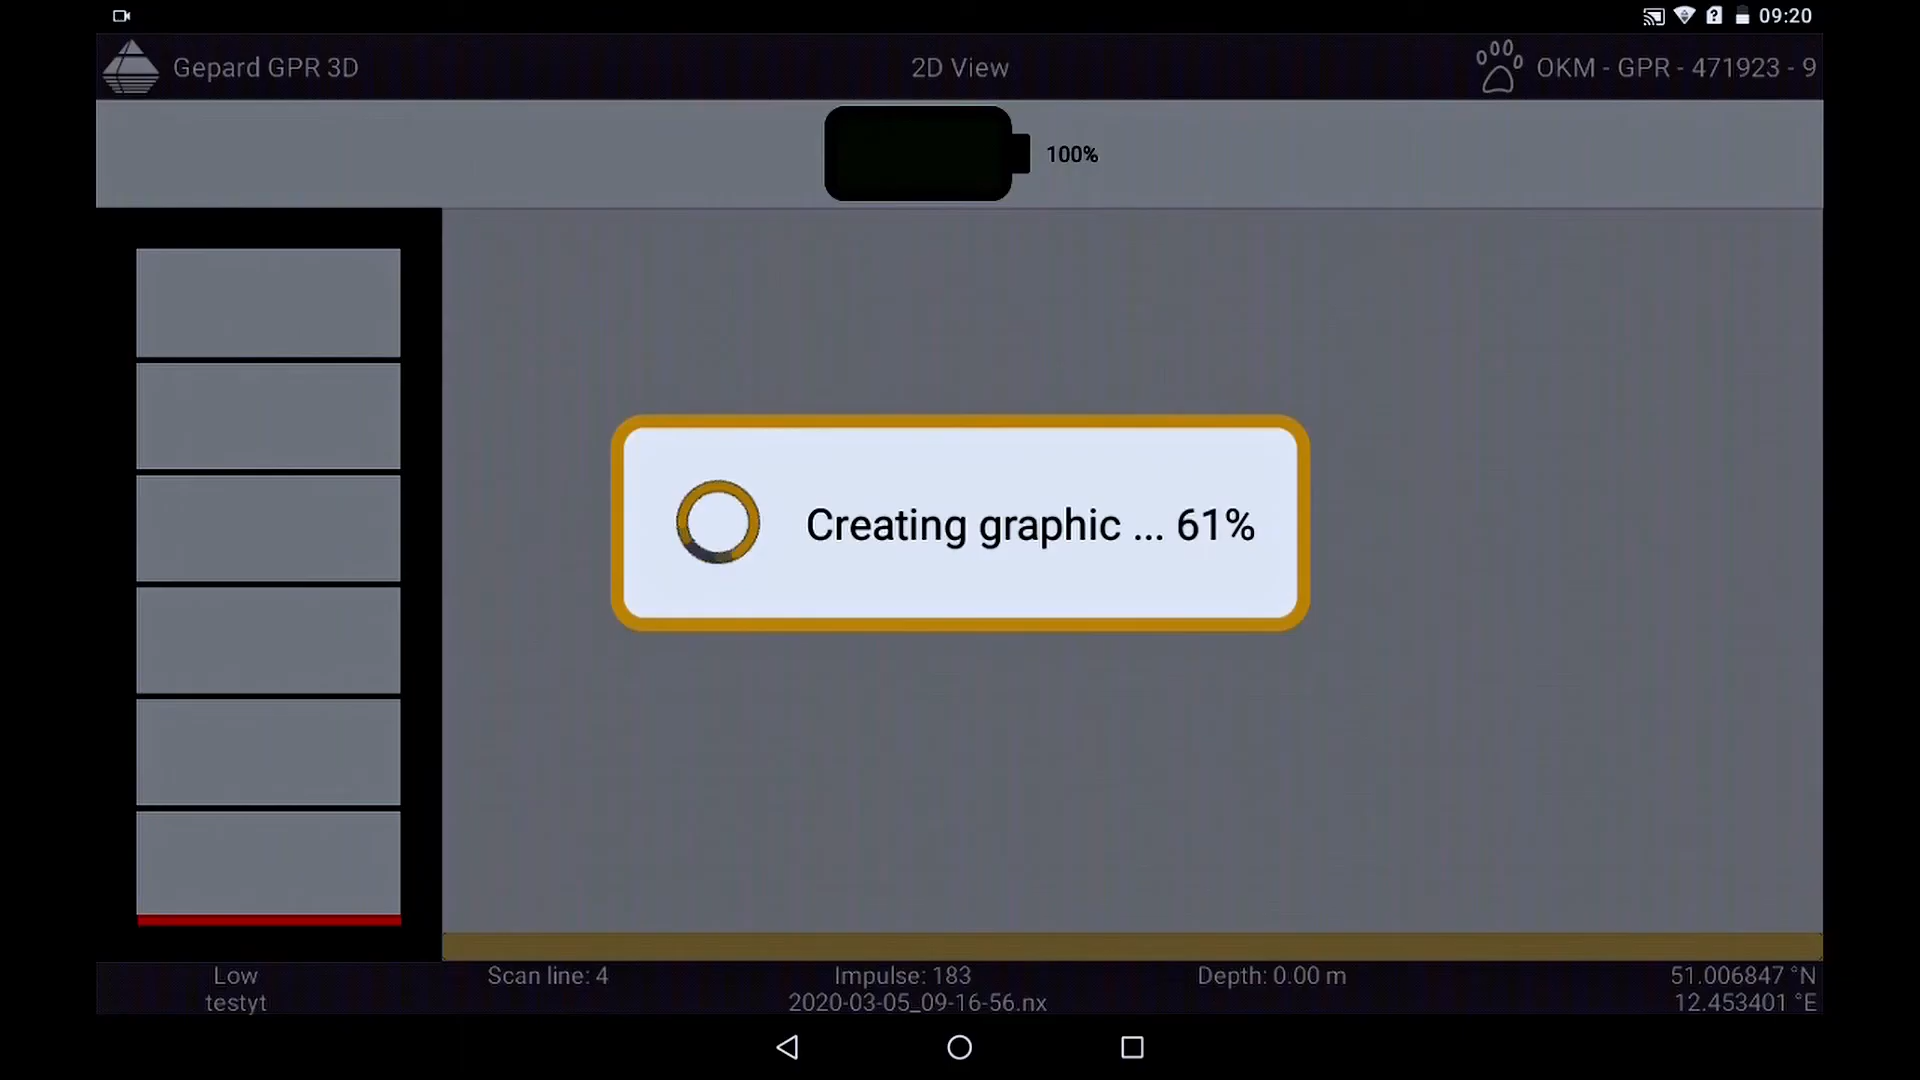 09:20
Gepard GPR 3D
2D View
OKM - GPR - 471923 - 9
100%
Creating graphic ... 61%
Low
Scan line: 4
Impulse: 183
Depth: 0.00 m
51.006847 °N
testyt
2020-03-05_09-16-56.nx
12.453401 °E